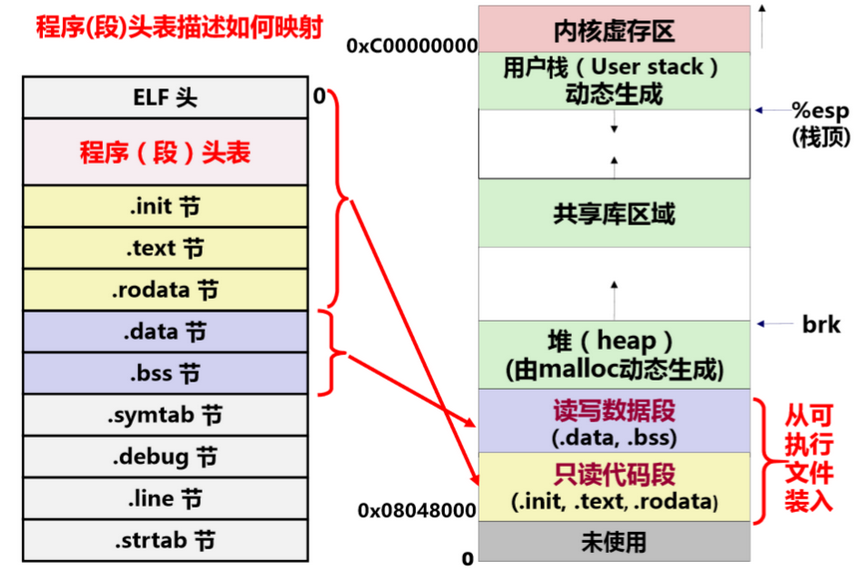 程序(段)头表描述如何映射
ELF 头
0
程序（段）头表
.init 节
.text 节
.rodata 节
.data 节
.bss 节
.symtab 节
.debug 节
.line 节
.strtab 节
0xC00000000
内核虚存区
用户栈（User stack）
动态生成
%esp
(栈顶)
共享库区域
brk
堆（heap）
(由malloc动态生成)
读写数据段
(.data, .bss)
只读代码段
(.init, .text, .rodata)
0x08048000
未使用
0
从可
执行
文件
装入